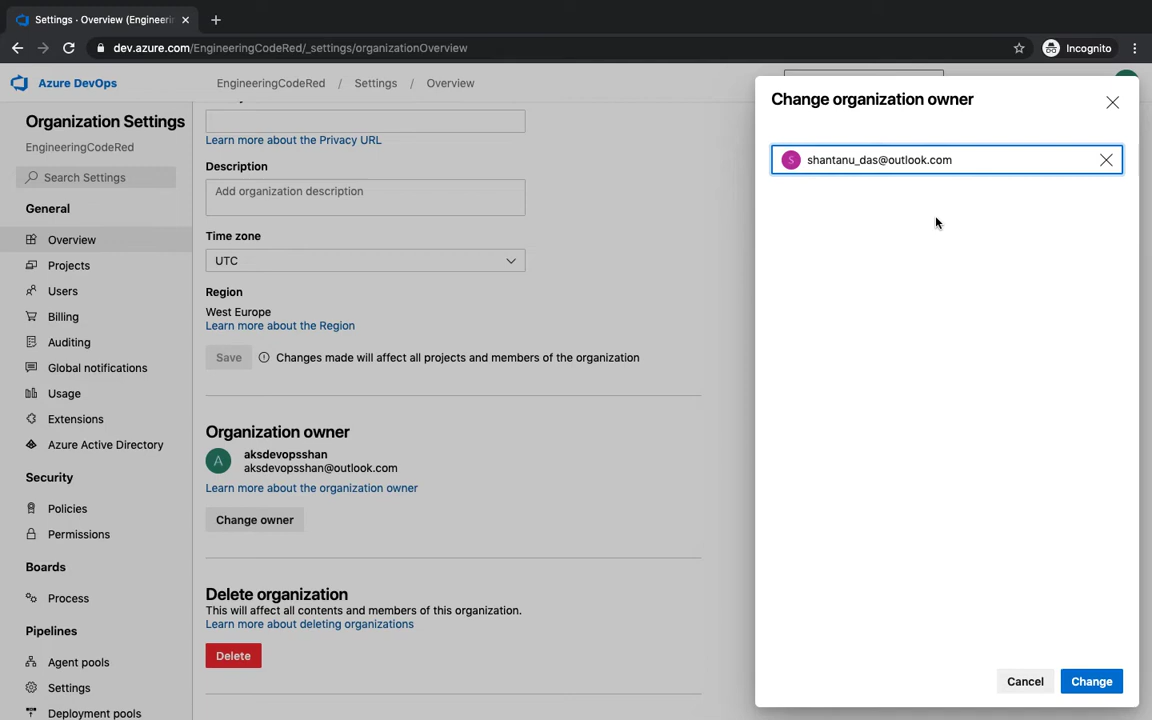 Settings · Overview (Engineerin
dev.azure.com/EngineeringCodeRed/_settings/organizationOverview
Incognito
Azure DevOps
EngineeringCodeRed / Settings / Overview
Organization Settings
EngineeringCodeRed
Search Settings
General
Overview
Projects
Users
Billing
Auditing
Global notifications
Usage
Extensions
Azure Active Directory
Security
Policies
Permissions
Boards
Process
Pipelines
Agent pools
Settings
Deployment pools
Learn more about the Privacy URL
Description
Add organization description
Time zone
UTC
Region
West Europe
Learn more about the Region
Save
Changes made will affect all projects and members of the organization
Organization owner
A
aksdevopsshan
aksdevopsshan@outlook.com
Learn more about the organization owner
Change owner
Delete organization
This will affect all contents and members of this organization.
Learn more about deleting organizations
Delete
Change organization owner
S shantanu_das@outlook.com
Cancel
Change